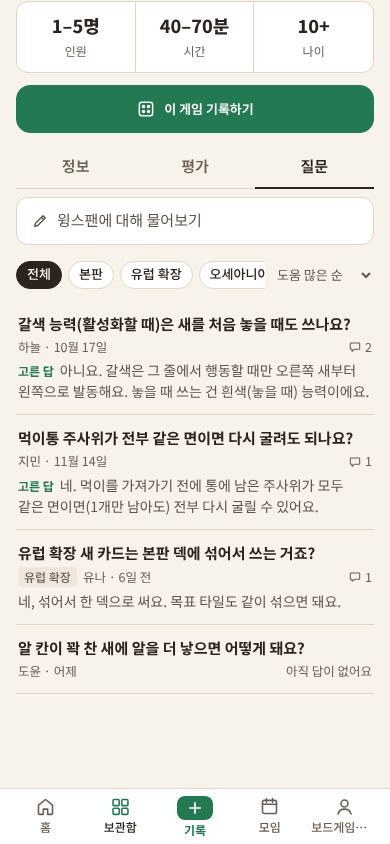 1–5명
인원
40–70분
시간
10+
나이
이 게임 기록하기
정보
평가
질문
윙스팬에 대해 물어보기
전체
본판
유럽 확장
오세아니아
도움 많은 순
갈색 능력(활성화할 때)은 새를 처음 놓을 때도 쓰나요?
하늘 · 10월 17일
2
고른 답 아니요. 갈색은 그 줄에서 행동할 때만 오른쪽 새부터
왼쪽으로 발동해요. 놓을 때 쓰는 건 흰색(놓을 때) 능력이에요.
먹이통 주사위가 전부 같은 면이면 다시 굴려도 되나요?
지민 · 11월 14일
1
고른 답 네. 먹이를 가져가기 전에 통에 남은 주사위가 모두
같은 면이면(1개만 남아도) 전부 다시 굴릴 수 있어요.
유럽 확장 새 카드는 본판 덱에 섞어서 쓰는 거죠?
유럽 확장 유나 · 6일 전
1
네, 섞어서 한 덱으로 써요. 목표 타일도 같이 섞으면 돼요.
알 칸이 꽉 찬 새에 알을 더 낳으면 어떻게 돼요?
도윤 · 어제
아직 답이 없어요
홈
보관함
기록
모임
보드게임…